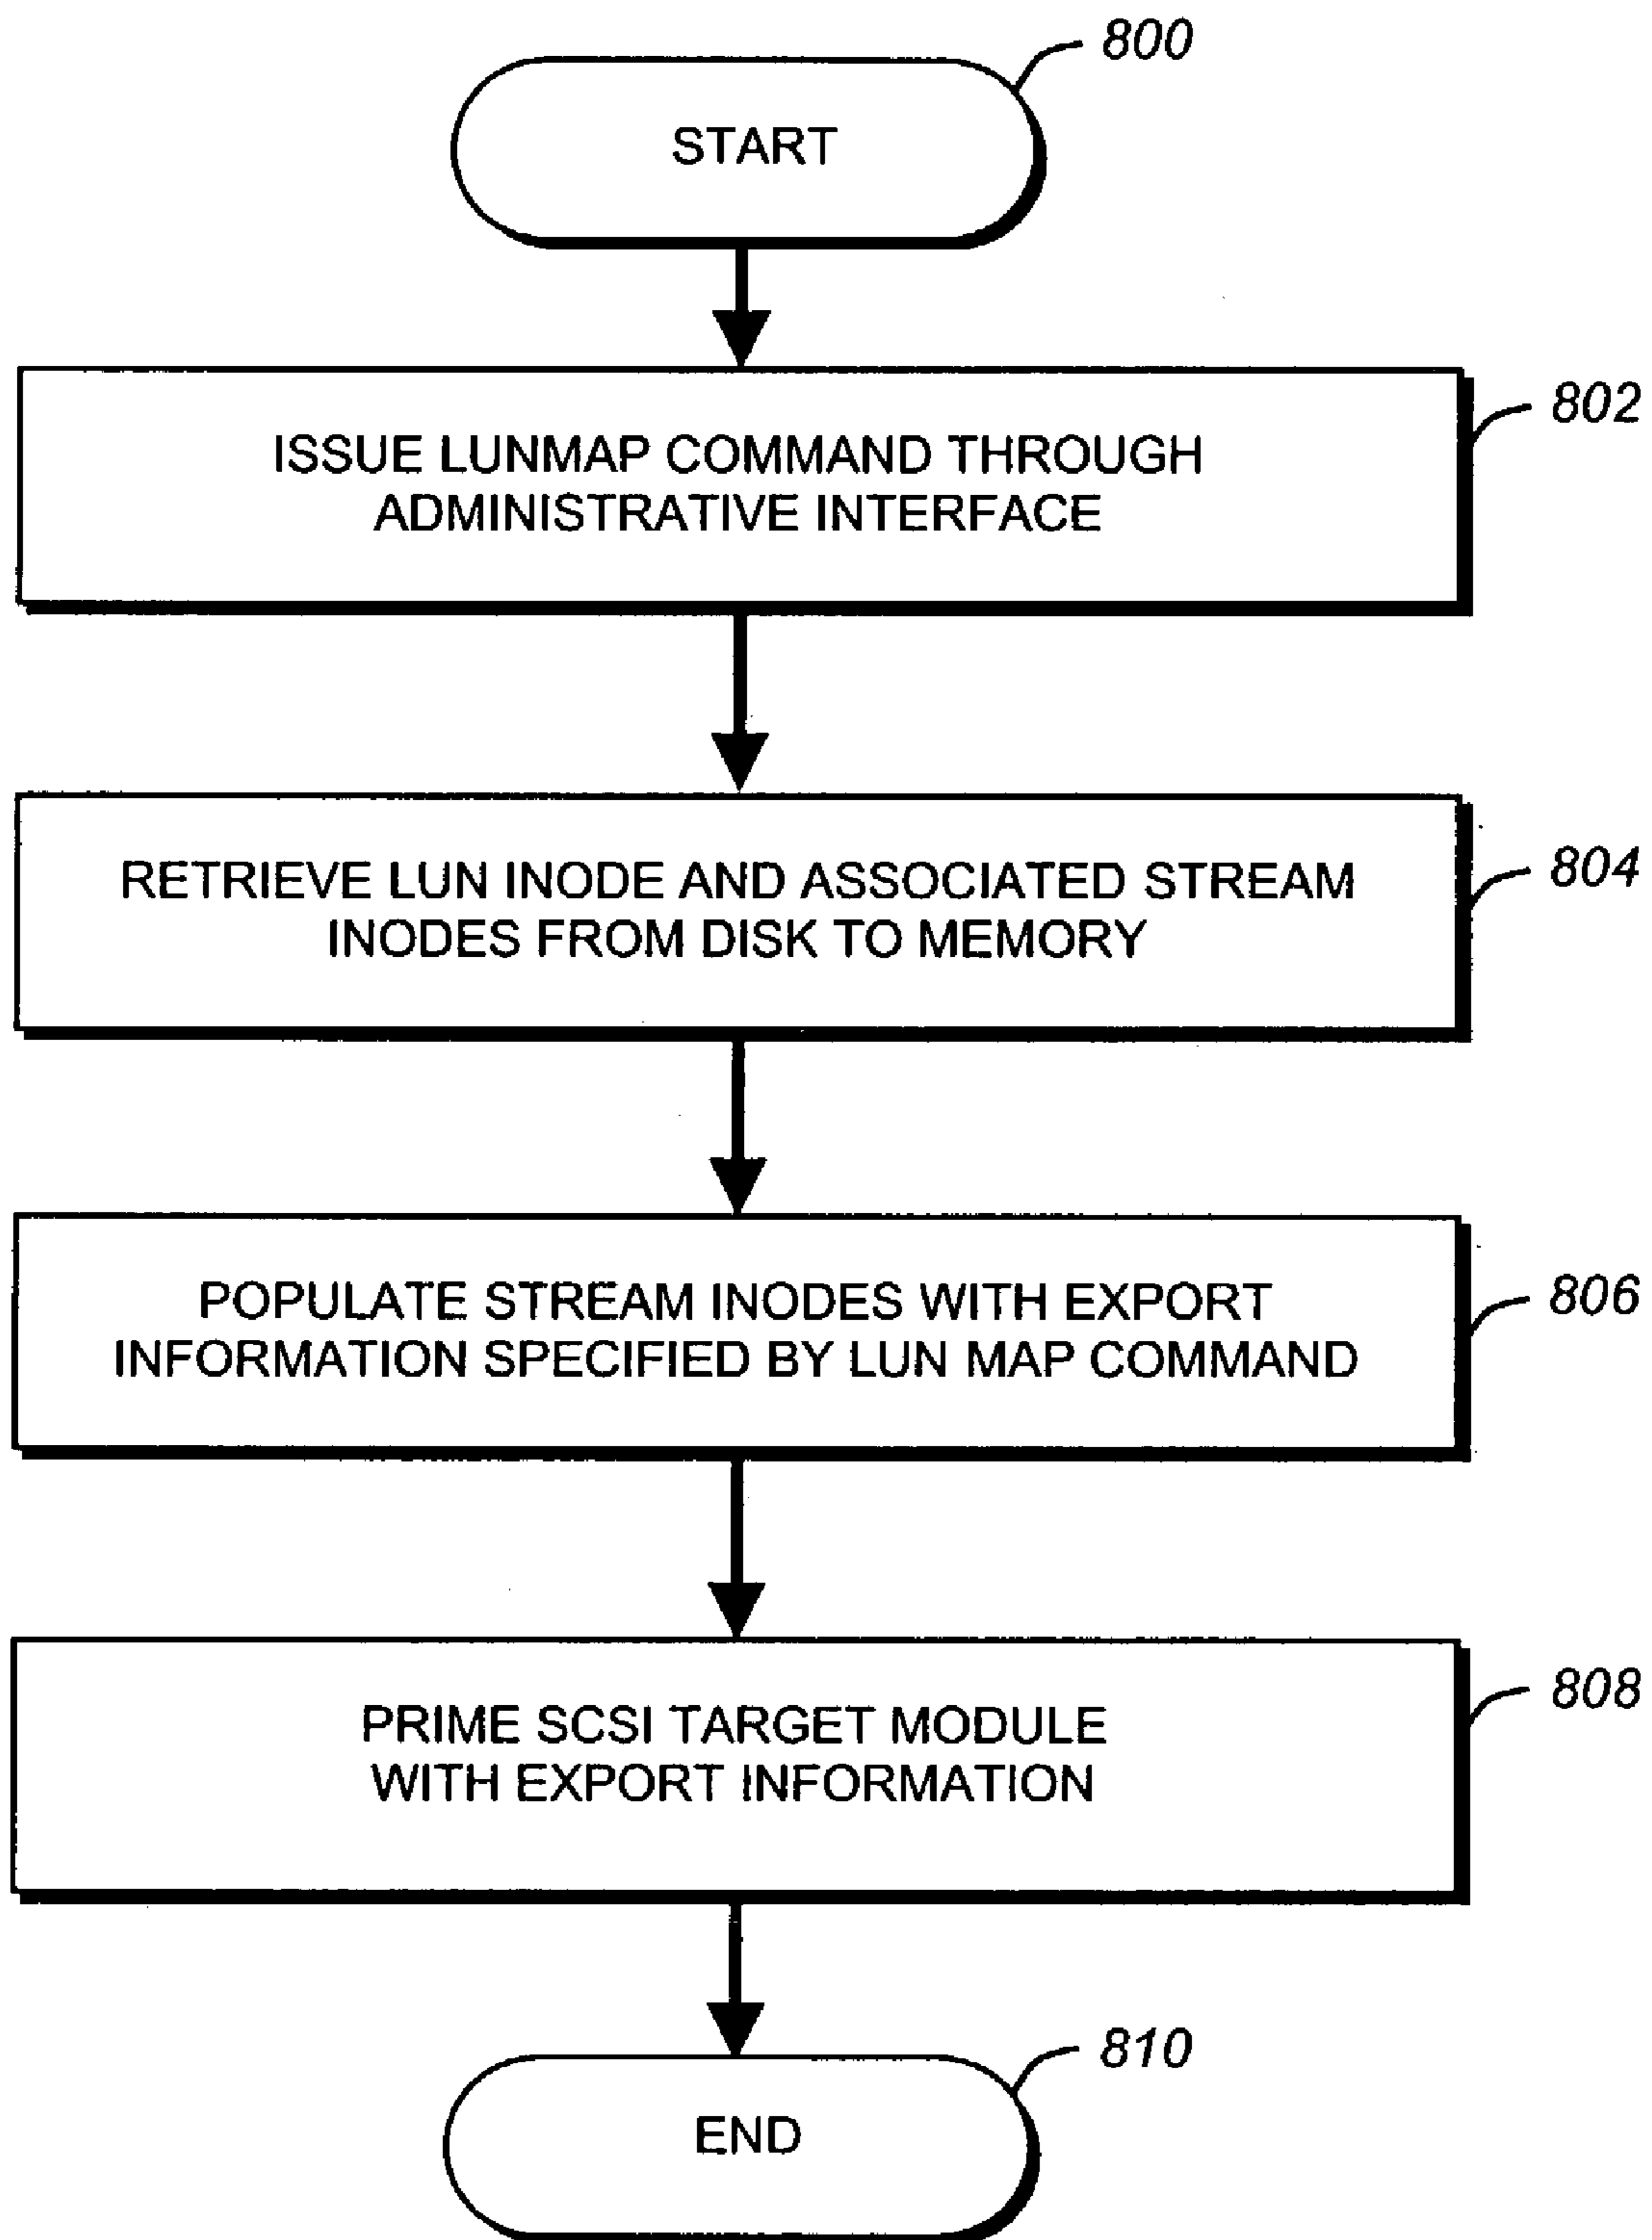 800
START
802
ISSUE LUNMAP COMMAND THROUGH
ADMINISTRATIVE INTERFACE
804
RETRIEVE LUN INODE AND ASSOCIATED STREAM
INODES FROM DISK TO MEMORY
806
POPULATE STREAM INODES WITH EXPORT
INFORMATION SPECIFIED BY LUN MAP COMMAND
808
PRIME SCSI TARGET MODULE
WITH EXPORT INFORMATION
810
END